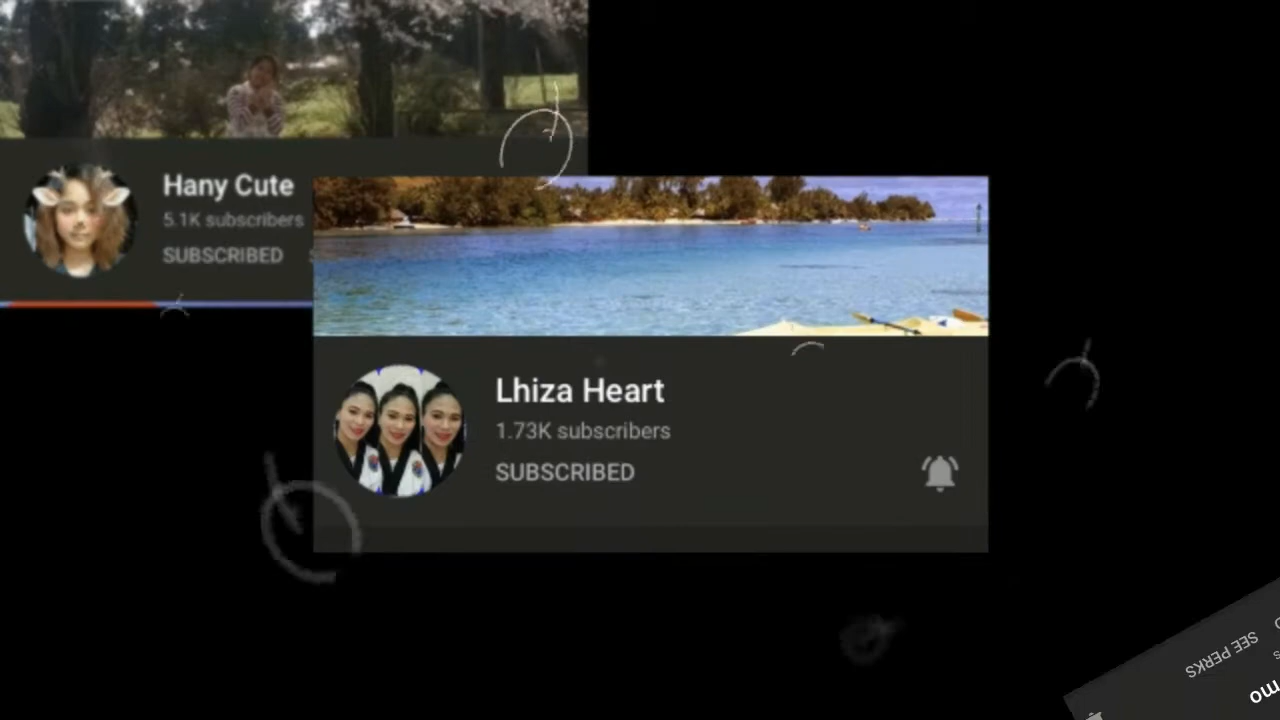 Hany Cute
5.1K subscribers
SUBSCRIBED
Lhiza Heart
1.73K subscribers
SUBSCRIBED
SEE PERKS